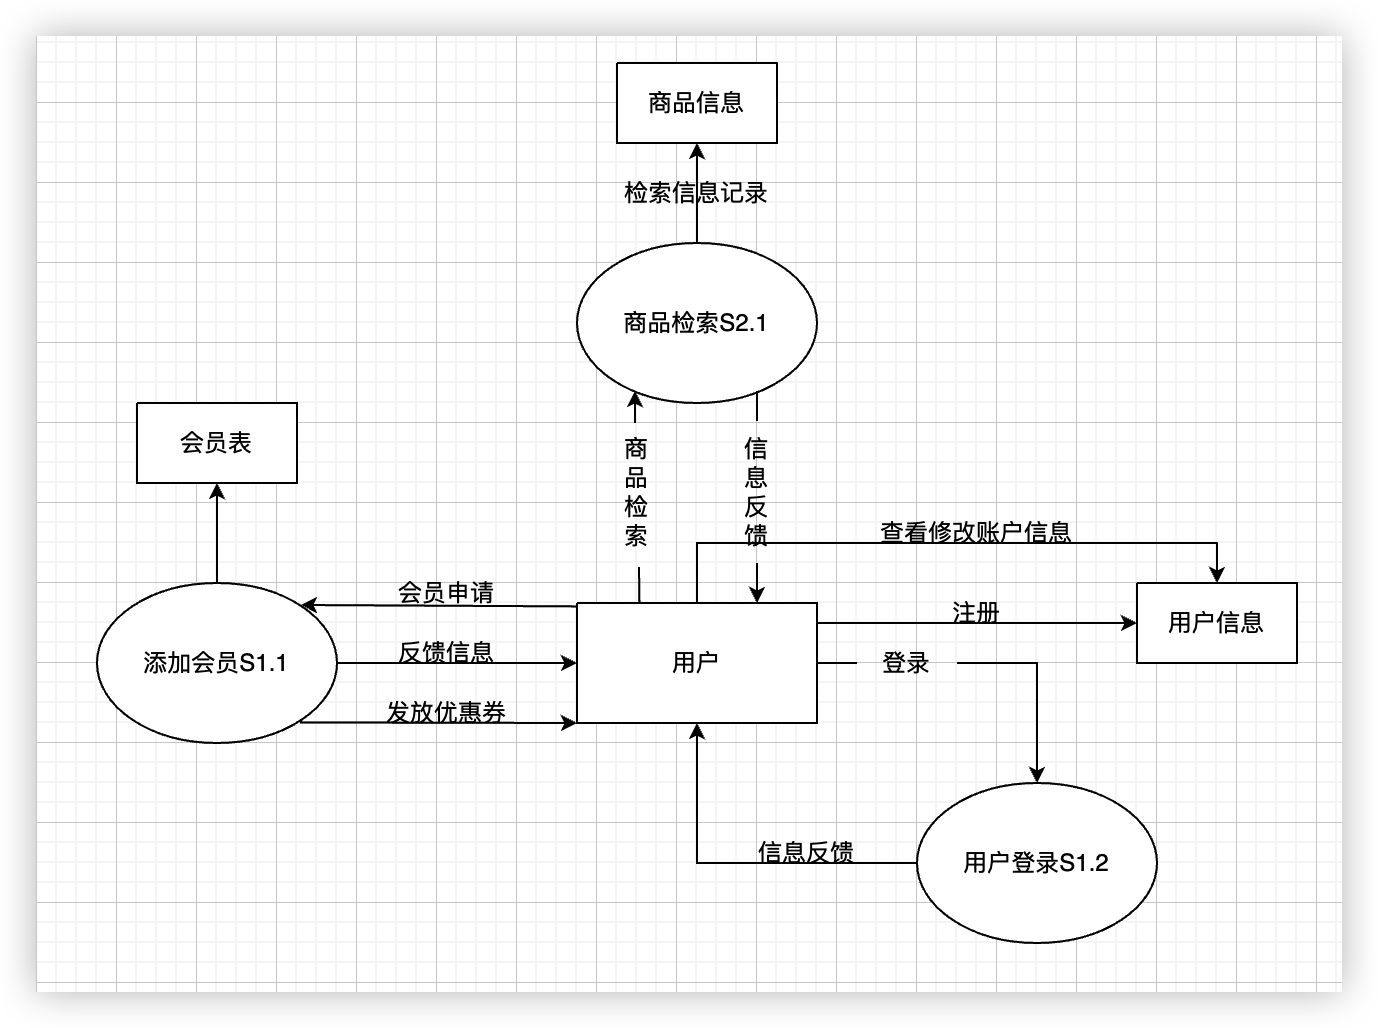 商品信息
检索信息记录
商品检索S2.1
会员表
商品检索
信息反馈
查看修改账户信息
会员申请
注册
用户信息
添加会员S1.1
反馈信息
用户
登录
发放优惠券
信息反馈
用户登录S1.2